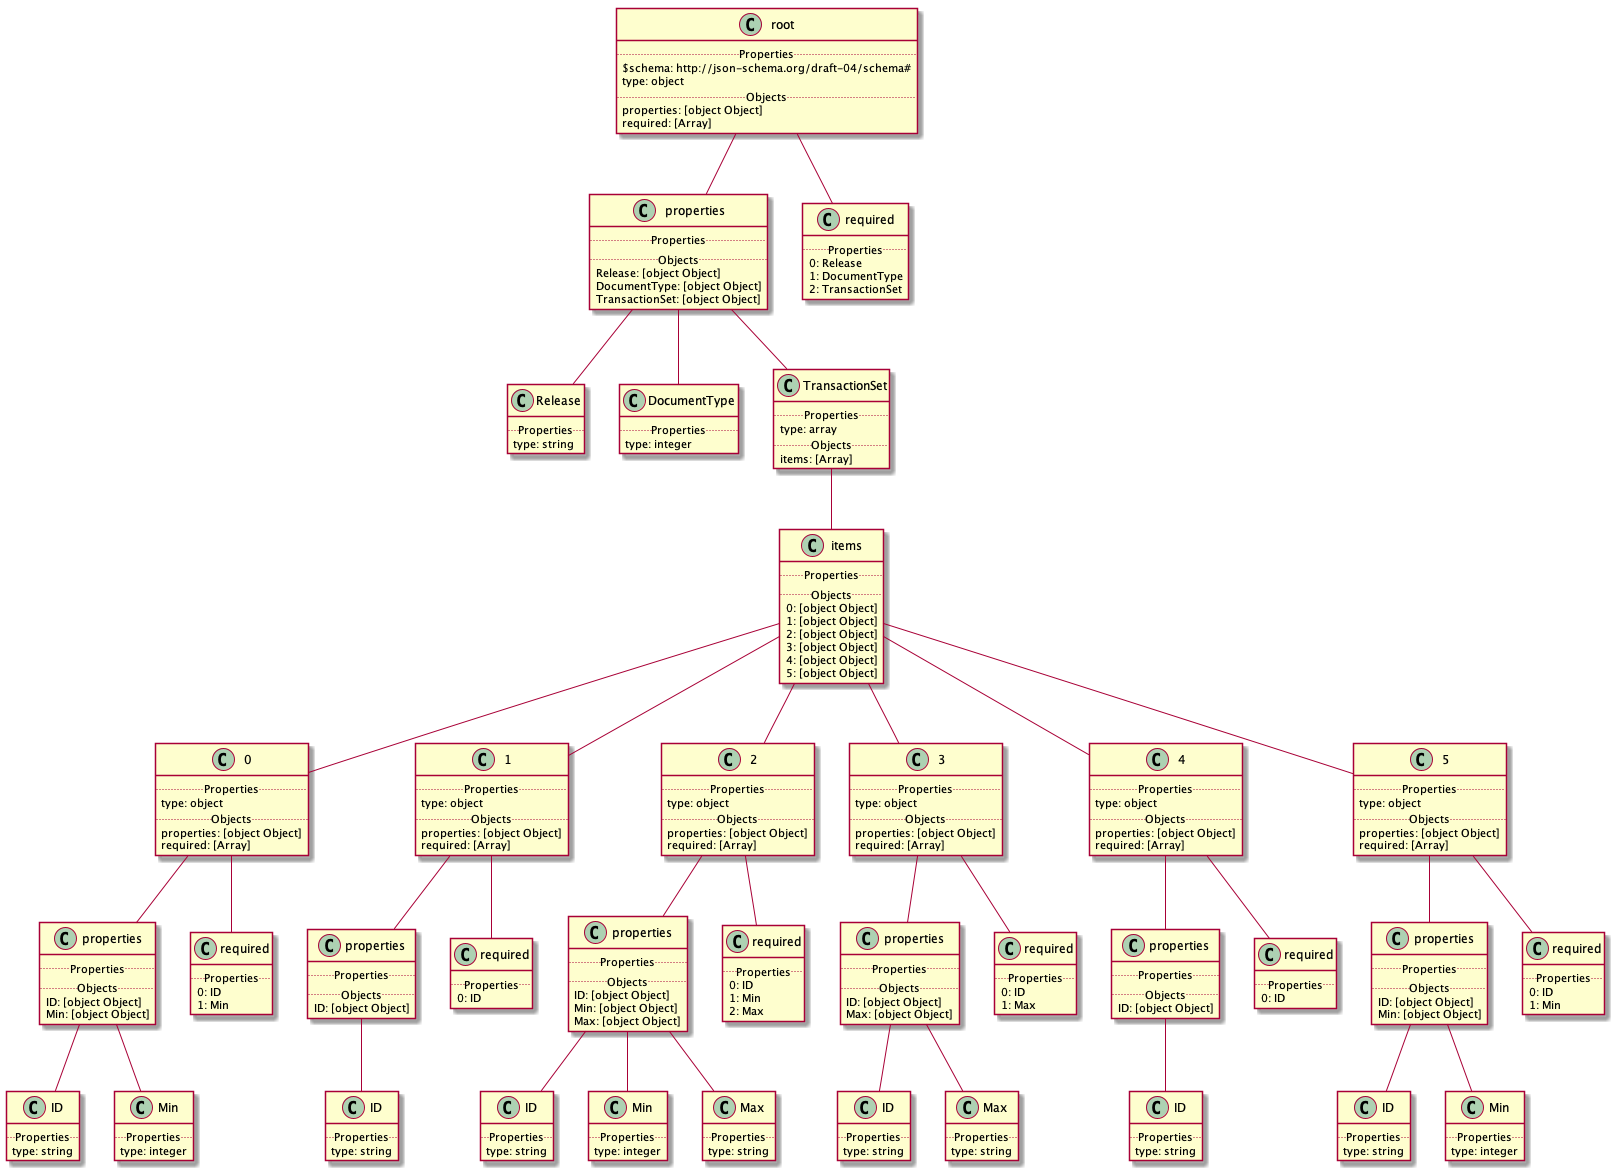 C root
Properties
$schema: http://json-schema.org/draft-04/schema#
type: object
Objects
properties: [object Object]
required: [Array]
C properties
Properties
Objects
Release: [object Object]
DocumentType: [object Object]
TransactionSet: [object Object]
C required
Properties
0: Release
1: DocumentType
2: TransactionSet
C Release
Properties
type: string
C DocumentType
Properties
type: integer
C TransactionSet
Properties
type: array
Objects
items: [Array]
C items
Properties
Objects
0: [object Object]
1: [object Object]
2: [object Object]
3: [object Object]
4: [object Object]
5: [object Object]
C 0
Properties
type: object
Objects
properties: [object Object]
required: [Array]
C 1
Properties
type: object
Objects
properties: [object Object]
required: [Array]
C 2
Properties
type: object
Objects
properties: [object Object]
required: [Array]
C 3
Properties
type: object
Objects
properties: [object Object]
required: [Array]
C 4
Properties
type: object
Objects
properties: [object Object]
required: [Array]
C 5
Properties
type: object
Objects
properties: [object Object]
required: [Array]
C properties
Properties
Objects
ID: [object Object]
Min: [object Object]
C required
Properties
0: ID
1: Min
C properties
Properties
Objects
ID: [object Object]
C required
Properties
0: ID
C properties
Properties
Objects
ID: [object Object]
Min: [object Object]
Max: [object Object]
C required
Properties
0: ID
1: Min
2: Max
C properties
Properties
Objects
ID: [object Object]
Max: [object Object]
C required
Properties
0: ID
1: Max
C properties
Properties
Objects
ID: [object Object]
C required
Properties
0: ID
C properties
Properties
Objects
ID: [object Object]
Min: [object Object]
C required
Properties
0: ID
1: Min
C ID
Properties
type: string
C Min
Properties
type: integer
C ID
Properties
type: string
C ID
Properties
type: string
C Min
Properties
type: integer
C Max
Properties
type: string
C ID
Properties
type: string
C Max
Properties
type: string
C ID
Properties
type: string
C ID
Properties
type: string
C Min
Properties
type: integer